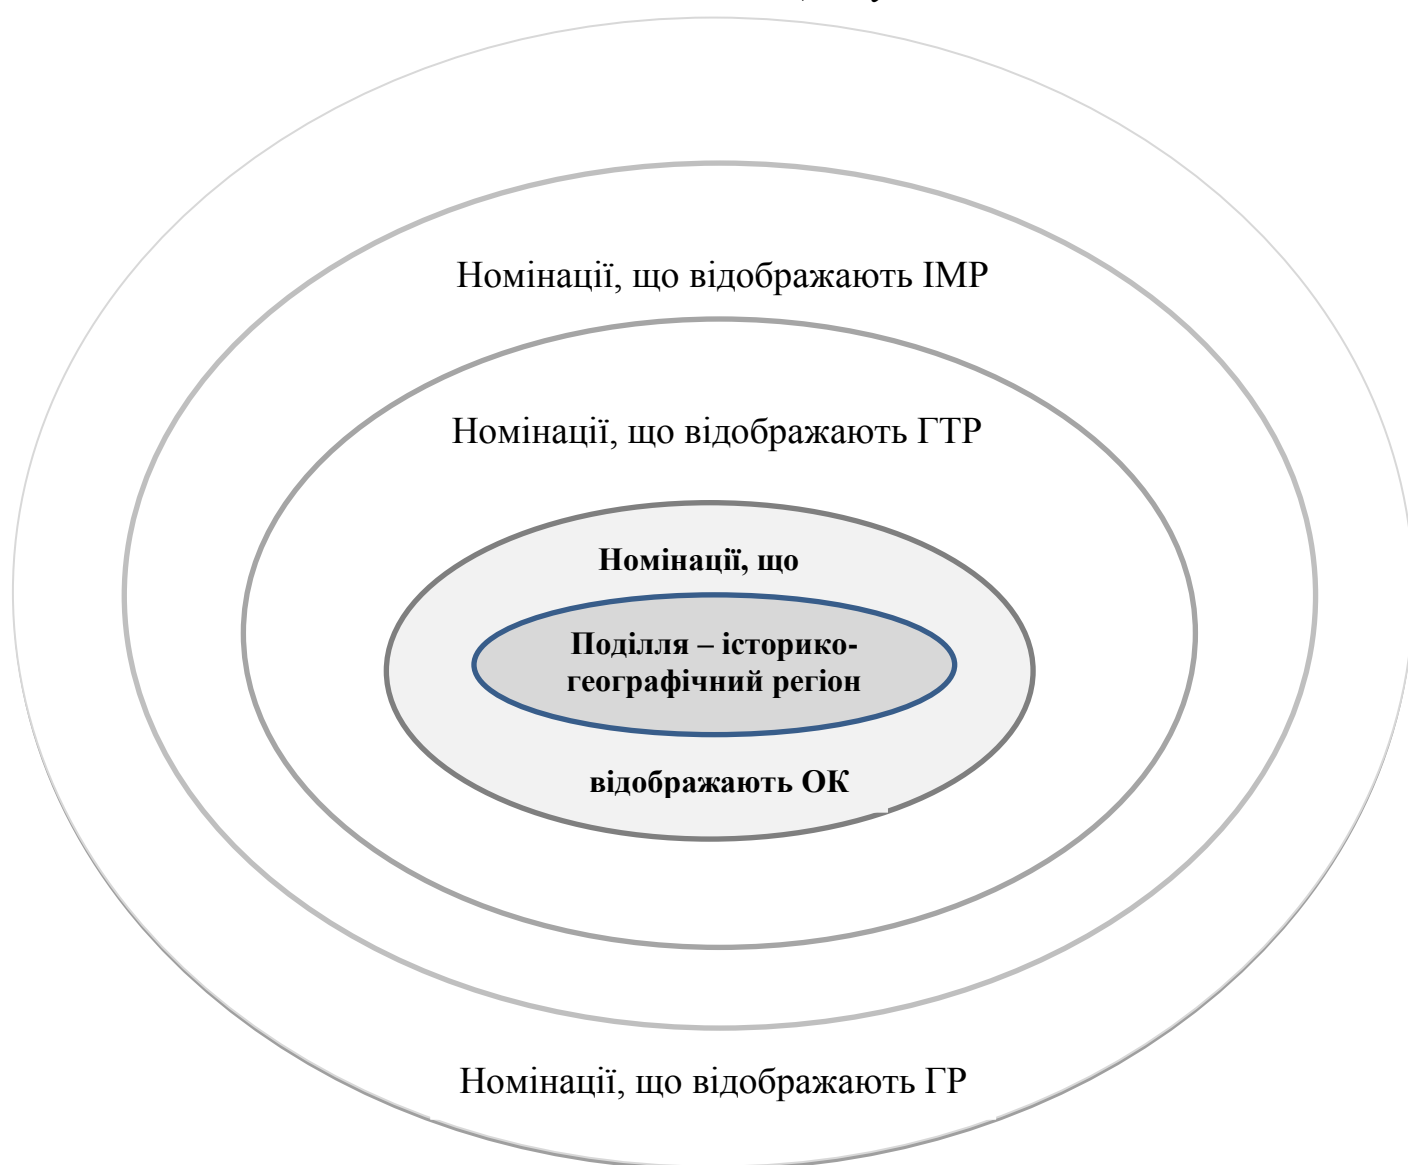 Номінації, що відображають ІМР
Номінації, що відображають ГТР
Номінації, що
Поділля – історико-
географічний регіон
відображають ОК
Номінації, що відображають ГР